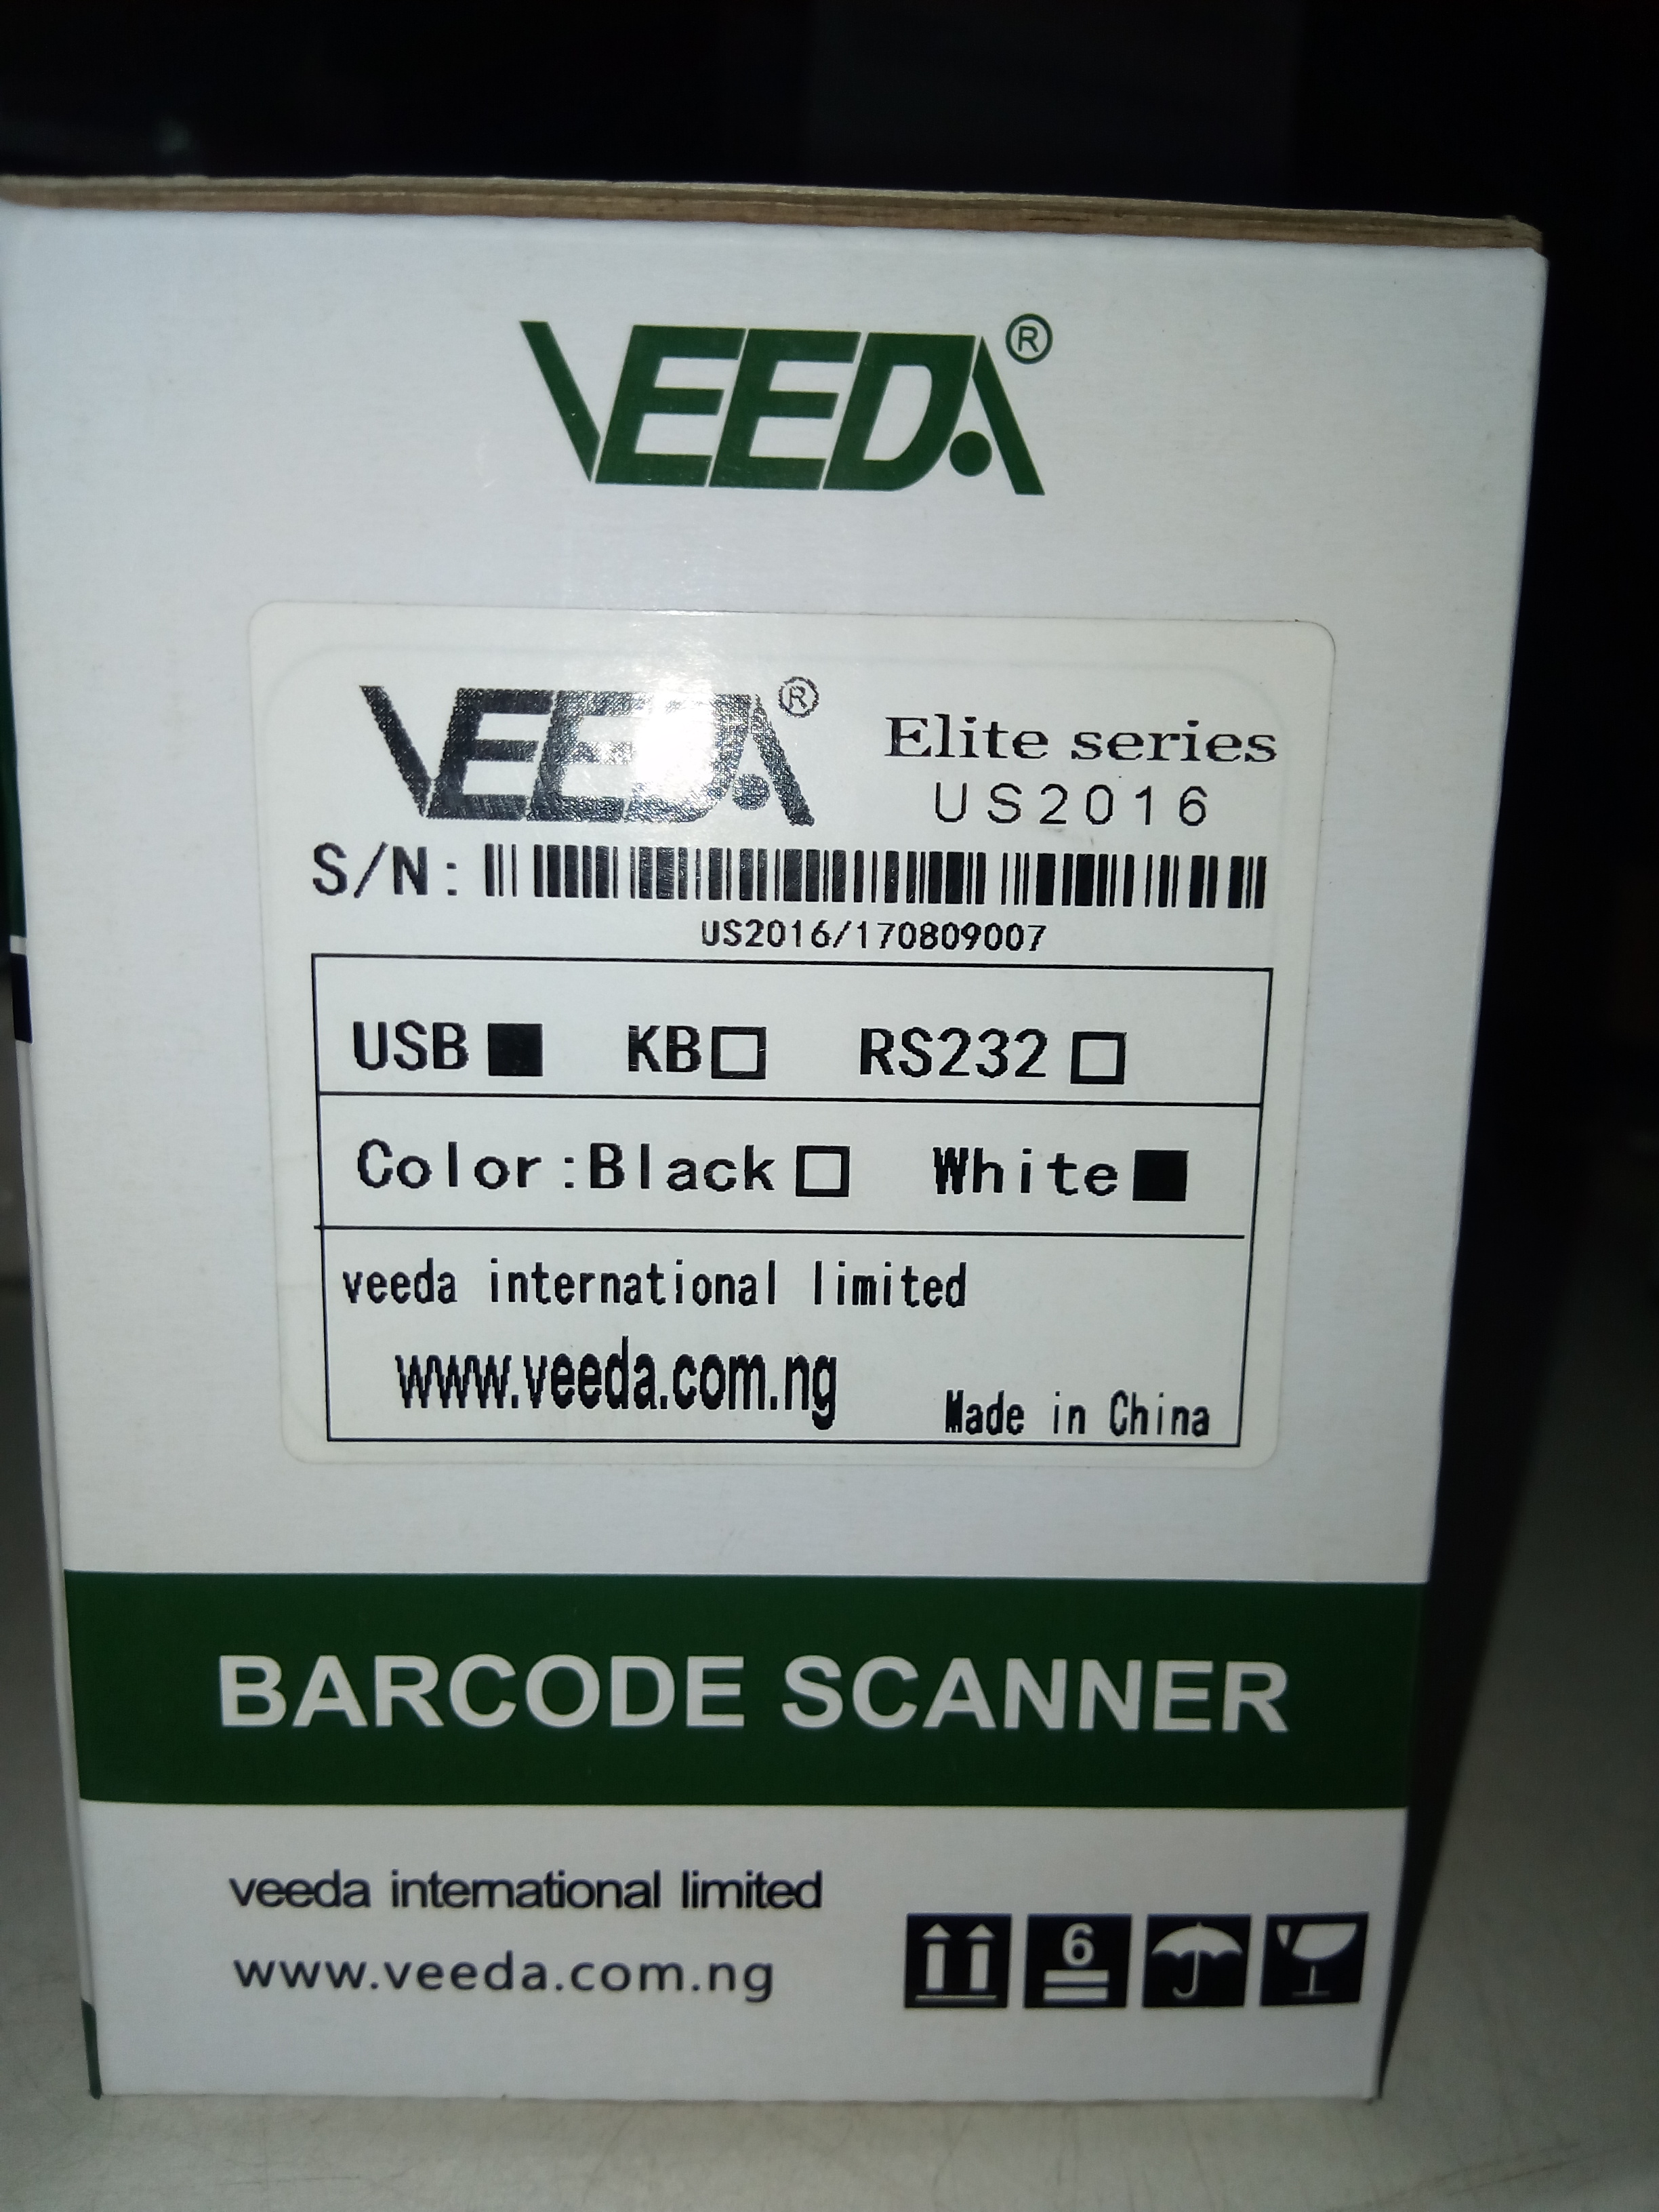 VEEDA®
VEEDA® Elite series
US2016
S/N:
US2016/170809007
USB KB RS232
Color:Black White
veeda international limited
www.veeda.com.ng
Made in China
BARCODE SCANNER
veeda international limited
www.veeda.com.ng
6